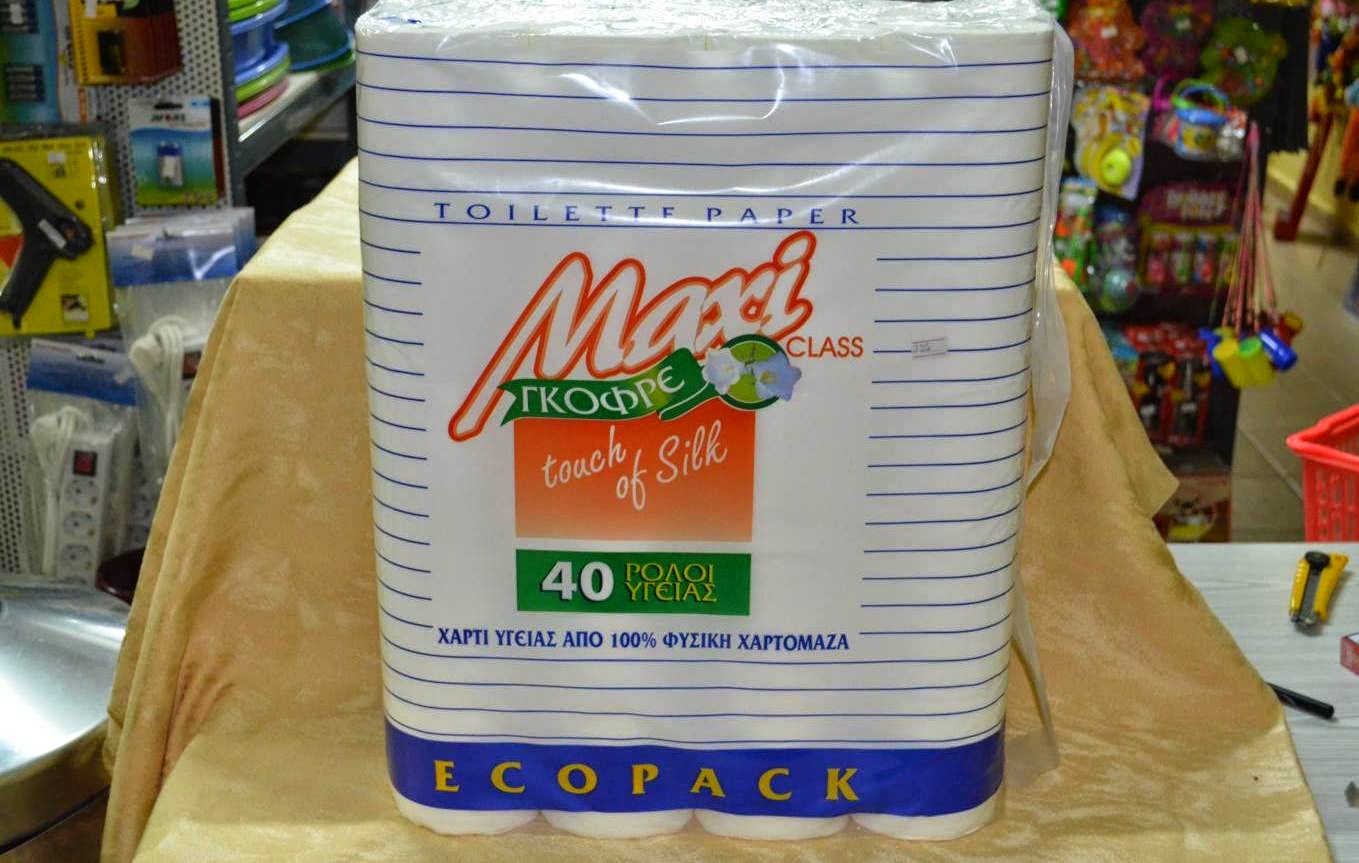 TOILETTE PAPER
Maxi
CLASS
ΓΚΟΦΡΕ
touch
of Silk
40 ΡΟΛΟΙ
ΥΓΕΙΑΣ
ΧΑΡΤΙ ΥΓΕΙΑΣ ΑΠΟ 100% ΦΥΣΙΚΗ ΧΑΡΤΟΜΑΖΑ
ECOPACK